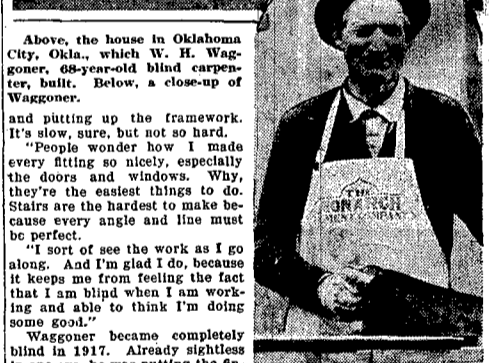 Above, the house in Oklahoma
City, Okla., which W. H. Wag-
goner, 68-year-old blind carpen-
ter, built. Below, a close-up of
Waggoner.
and putting up the framework.
It's slow, sure, but not so hard.
"People wonder how I made
every fitting so nicely, especially
the doors and windows. Why,
they're the easiest things to do.
Stairs are the hardest to make be-
cause every angle and line must
be perfect.
"I sort of see the work as I go
along. And I'm glad I do, because
it keeps me from feeling the fact
that I am blind when I am work-
ing and able to think I'm doing
some good."
Waggoner became completely
blind in 1917. Already sightless
THE
MONARCH